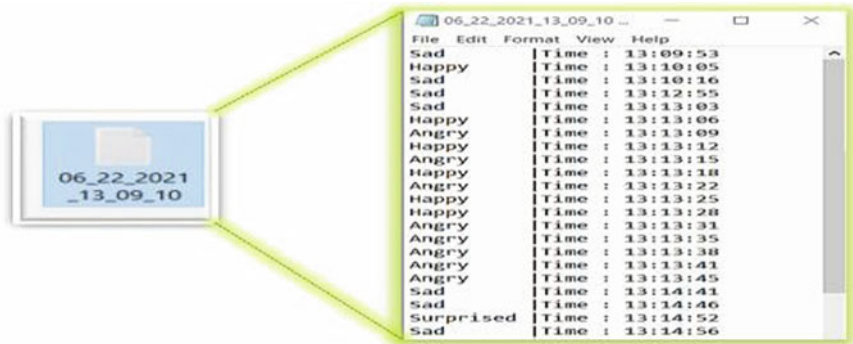 06_22_2021
_13_09_10
06_22_2021_13_09_10 ...
File Edit Format View Help
Sad |Time : 13:09:53
Happy |Time : 13:10:05
Sad |Time : 13:10:16
Sad |Time : 13:12:55
Sad |Time : 13:13:03
Happy |Time : 13:13:06
Angry |Time : 13:13:09
Happy |Time : 13:13:12
Angry |Time : 13:13:15
Happy |Time : 13:13:18
Angry |Time : 13:13:22
Happy |Time : 13:13:25
Happy |Time : 13:13:28
Angry |Time : 13:13:31
Angry |Time : 13:13:35
Angry |Time : 13:13:38
Angry |Time : 13:13:41
Angry |Time : 13:13:45
Sad |Time : 13:14:41
Sad |Time : 13:14:46
Surprised |Time : 13:14:52
Sad |Time : 13:14:56